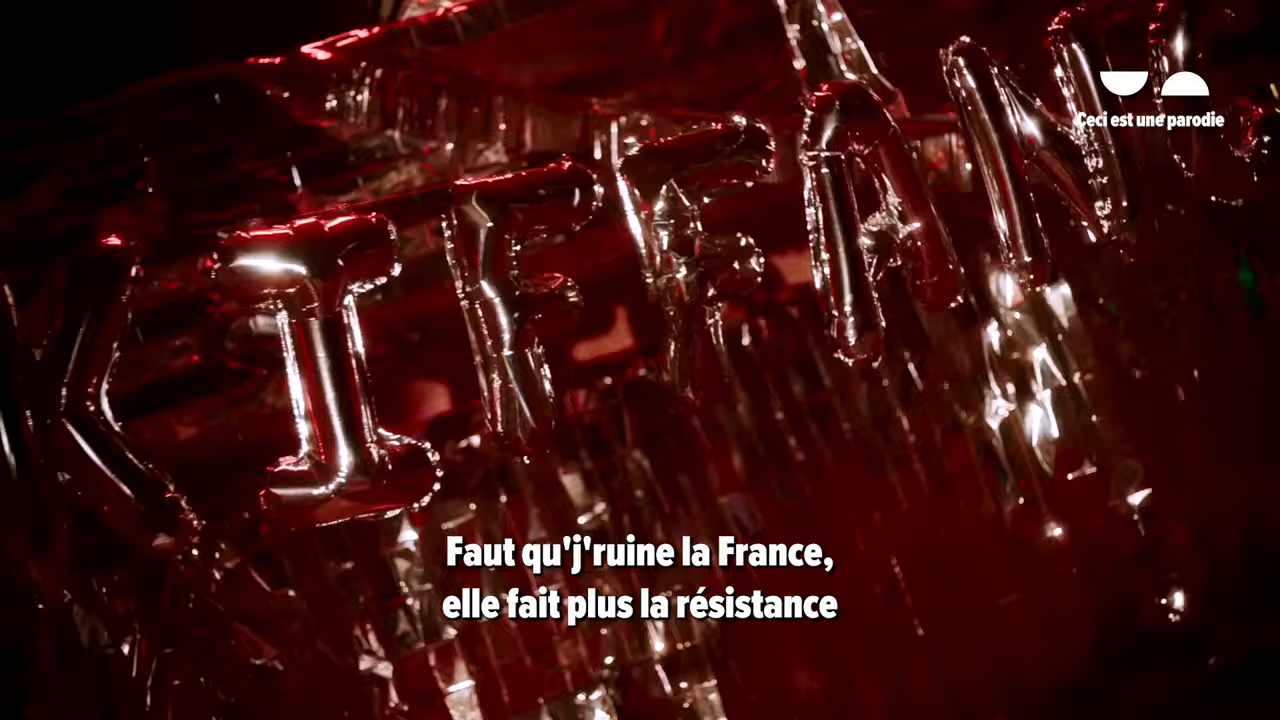 Ceci est une parodie
Faut qu'j'ruine la France,
elle fait plus la résistance